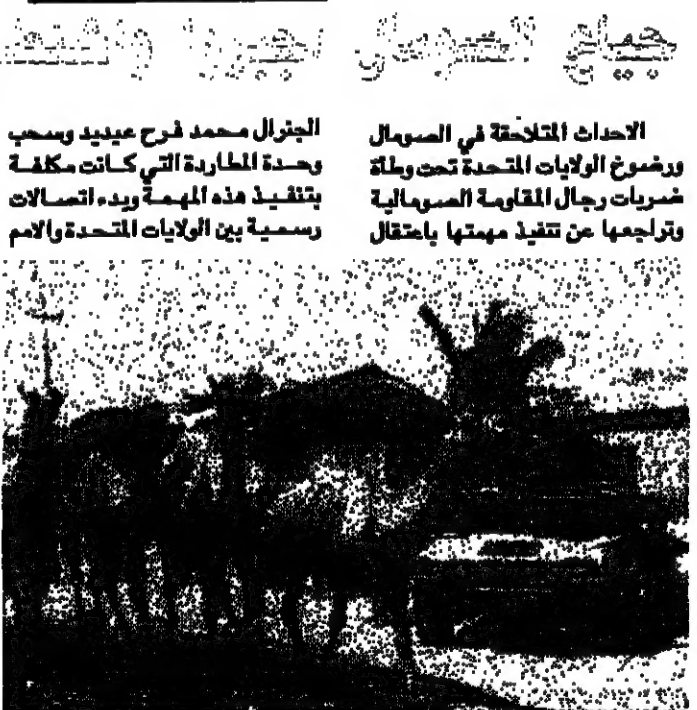 جياع الصومال
الاحداث المتلاحقة في الصومال
ورضوخ الولايات المتحدة تحت وطأة
ضربات رجال المقاومة الصومالية
وتراجعها عن تنفيذ مهمتها باعتقال
الجنرال محمد فرح عيديد وسحب
وحدة المطاردة التي كانت مكلفة
بتنفيذ هذه المهمة وبدء اتصالات
رسمية بين الولايات المتحدة والامم